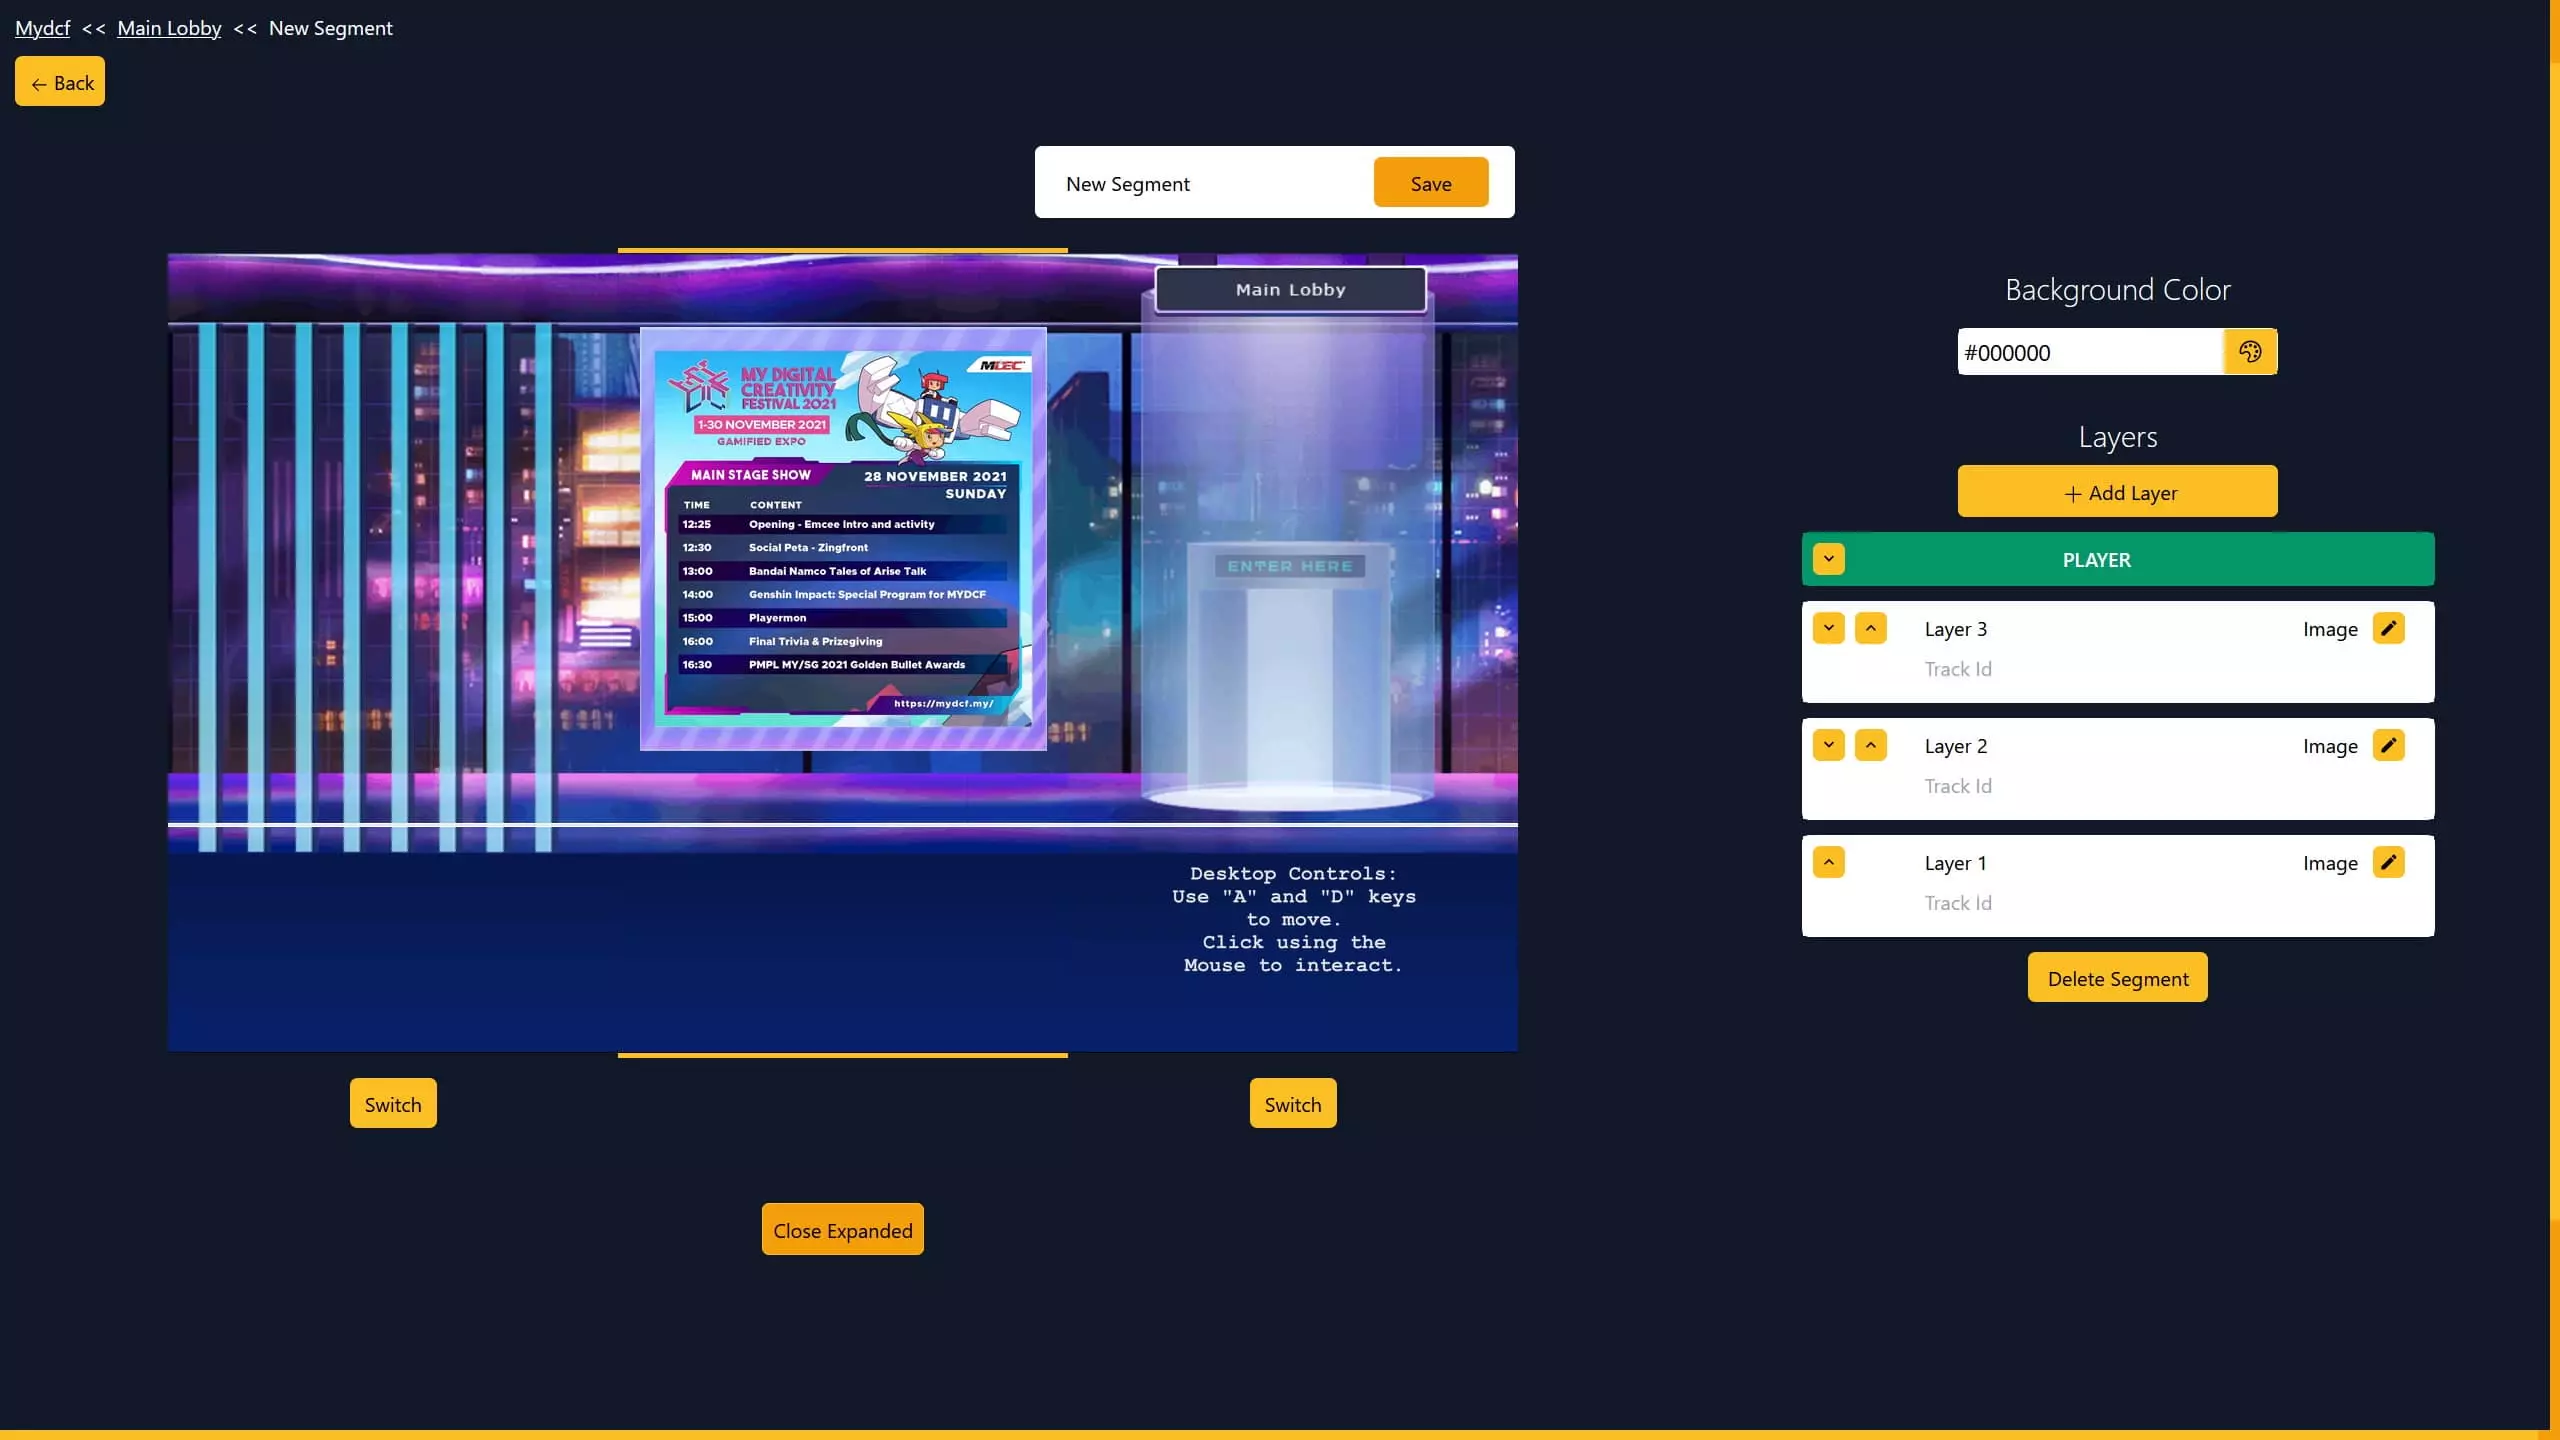 Mydcf << Main Lobby << New Segment
← Back
New Segment
Save
Main Lobby
ENTER HERE
MY DIGITAL
CREATIVITY
FESTIVAL 2021
1-30 NOVEMBER 2021
GAMIFIED EXPO
MDEC
MAIN STAGE SHOW
28 NOVEMBER 2021
SUNDAY
TIME CONTENT
12:25 Opening - Emcee Intro and activity
12:30 Social Peta - Zingfront
13:00 Bandai Namco Tales of Arise Talk
14:00 Genshin Impact: Special Program for MYDCF
15:00 Playermon
16:00 Final Trivia & Prizegiving
16:30 PMPL MY/SG 2021 Golden Bullet Awards
https://mydcf.my/
Desktop Controls:
Use "A" and "D" keys
to move.
Click using the
Mouse to interact.
Switch
Switch
Close Expanded
Background Color
#000000
Layers
+ Add Layer
PLAYER
Layer 3 Image
Track Id
Layer 2 Image
Track Id
Layer 1 Image
Track Id
Delete Segment